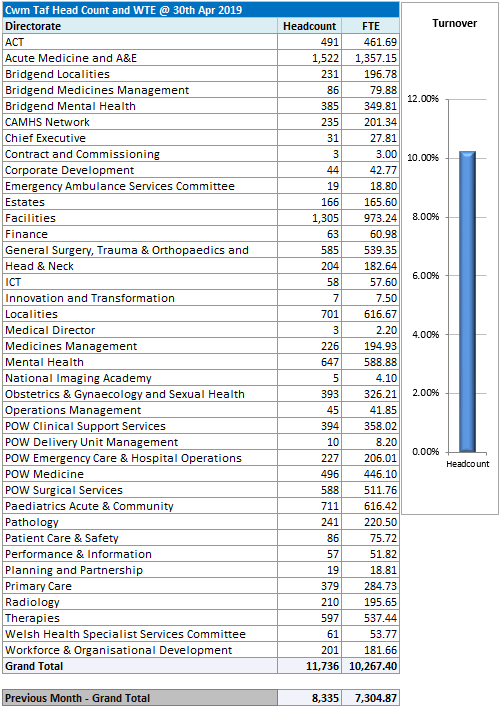 Cwm Taf Head Count and WTE @ 30th Apr 2019
Directorate Headcount FTE
ACT 491 461.69
Acute Medicine and A&E 1,522 1,357.15
Bridgend Localities 231 196.78
Bridgend Medicines Management 86 79.88
Bridgend Mental Health 385 349.81
CAMHS Network 235 201.34
Chief Executive 31 27.81
Contract and Commissioning 3 3.00
Corporate Development 44 42.77
Emergency Ambulance Services Committee 19 18.80
Estates 166 165.60
Facilities 1,305 973.24
Finance 63 60.98
General Surgery, Trauma & Orthopaedics and 585 539.35
Head & Neck 204 182.64
ICT 58 57.60
Innovation and Transformation 7 7.50
Localities 701 616.67
Medical Director 3 2.20
Medicines Management 226 194.93
Mental Health 647 588.88
National Imaging Academy 5 4.10
Obstetrics & Gynaecology and Sexual Health 393 326.21
Operations Management 45 41.85
POW Clinical Support Services 394 358.02
POW Delivery Unit Management 10 8.20
POW Emergency Care & Hospital Operations 227 206.01
POW Medicine 496 446.10
POW Surgical Services 588 511.76
Paediatrics Acute & Community 711 616.42
Pathology 241 220.50
Patient Care & Safety 86 75.72
Performance & Information 57 51.82
Planning and Partnership 19 18.81
Primary Care 379 284.73
Radiology 210 195.65
Therapies 597 537.44
Welsh Health Specialist Services Committee 61 53.77
Workforce & Organisational Development 201 181.66
Grand Total 11,736 10,267.40
Previous Month - Grand Total 8,335 7,304.87
Turnover
12.00%
10.00%
8.00%
6.00%
4.00%
2.00%
0.00%
Headcount